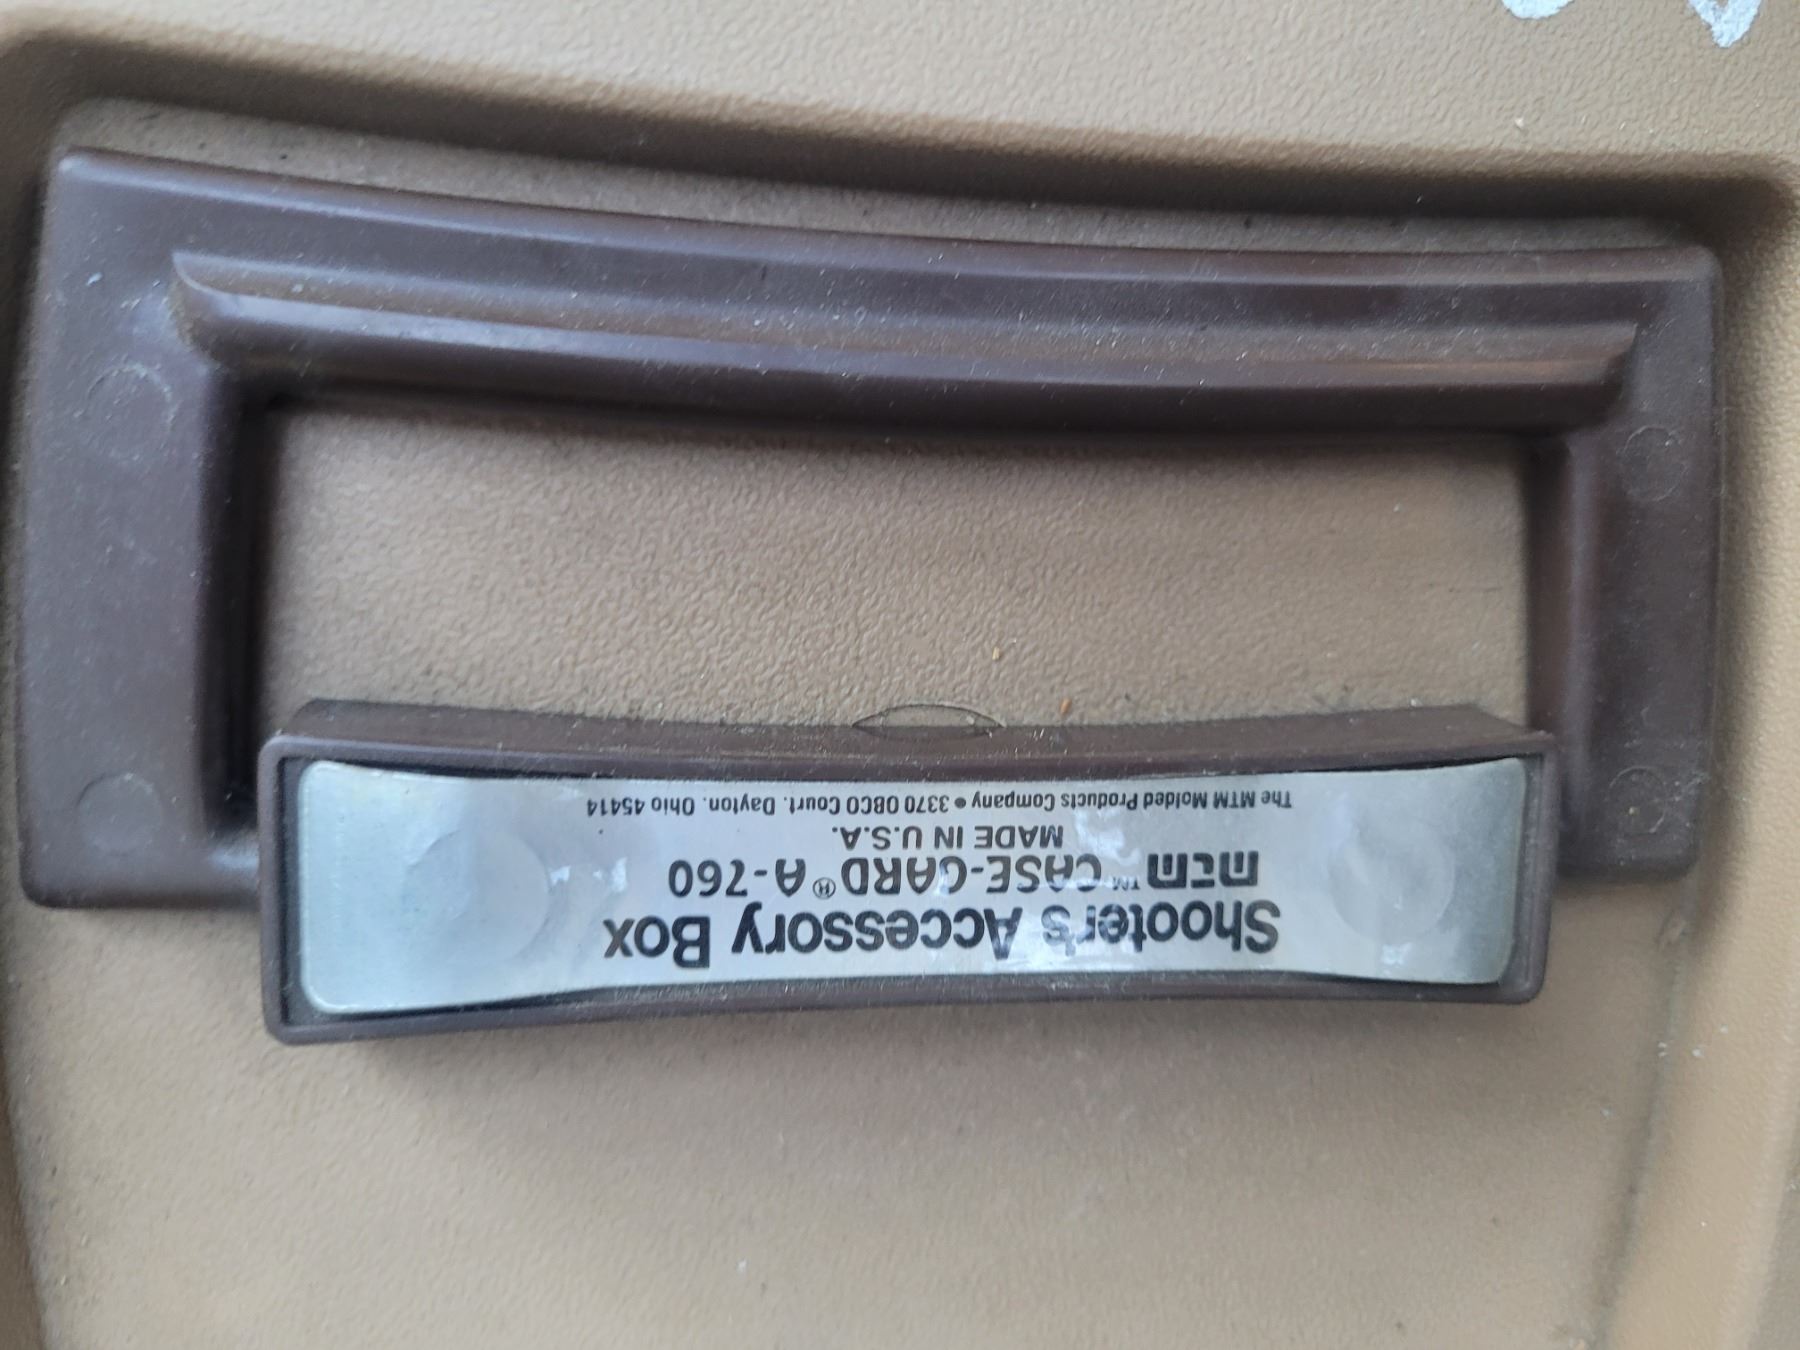 Shooter's Accessory Box
mtm™ CASE-GARD® A-760
MADE IN U.S.A.
The MTM Molded Products Company • 3370 OBCO Court. Dayton. Ohio 45414